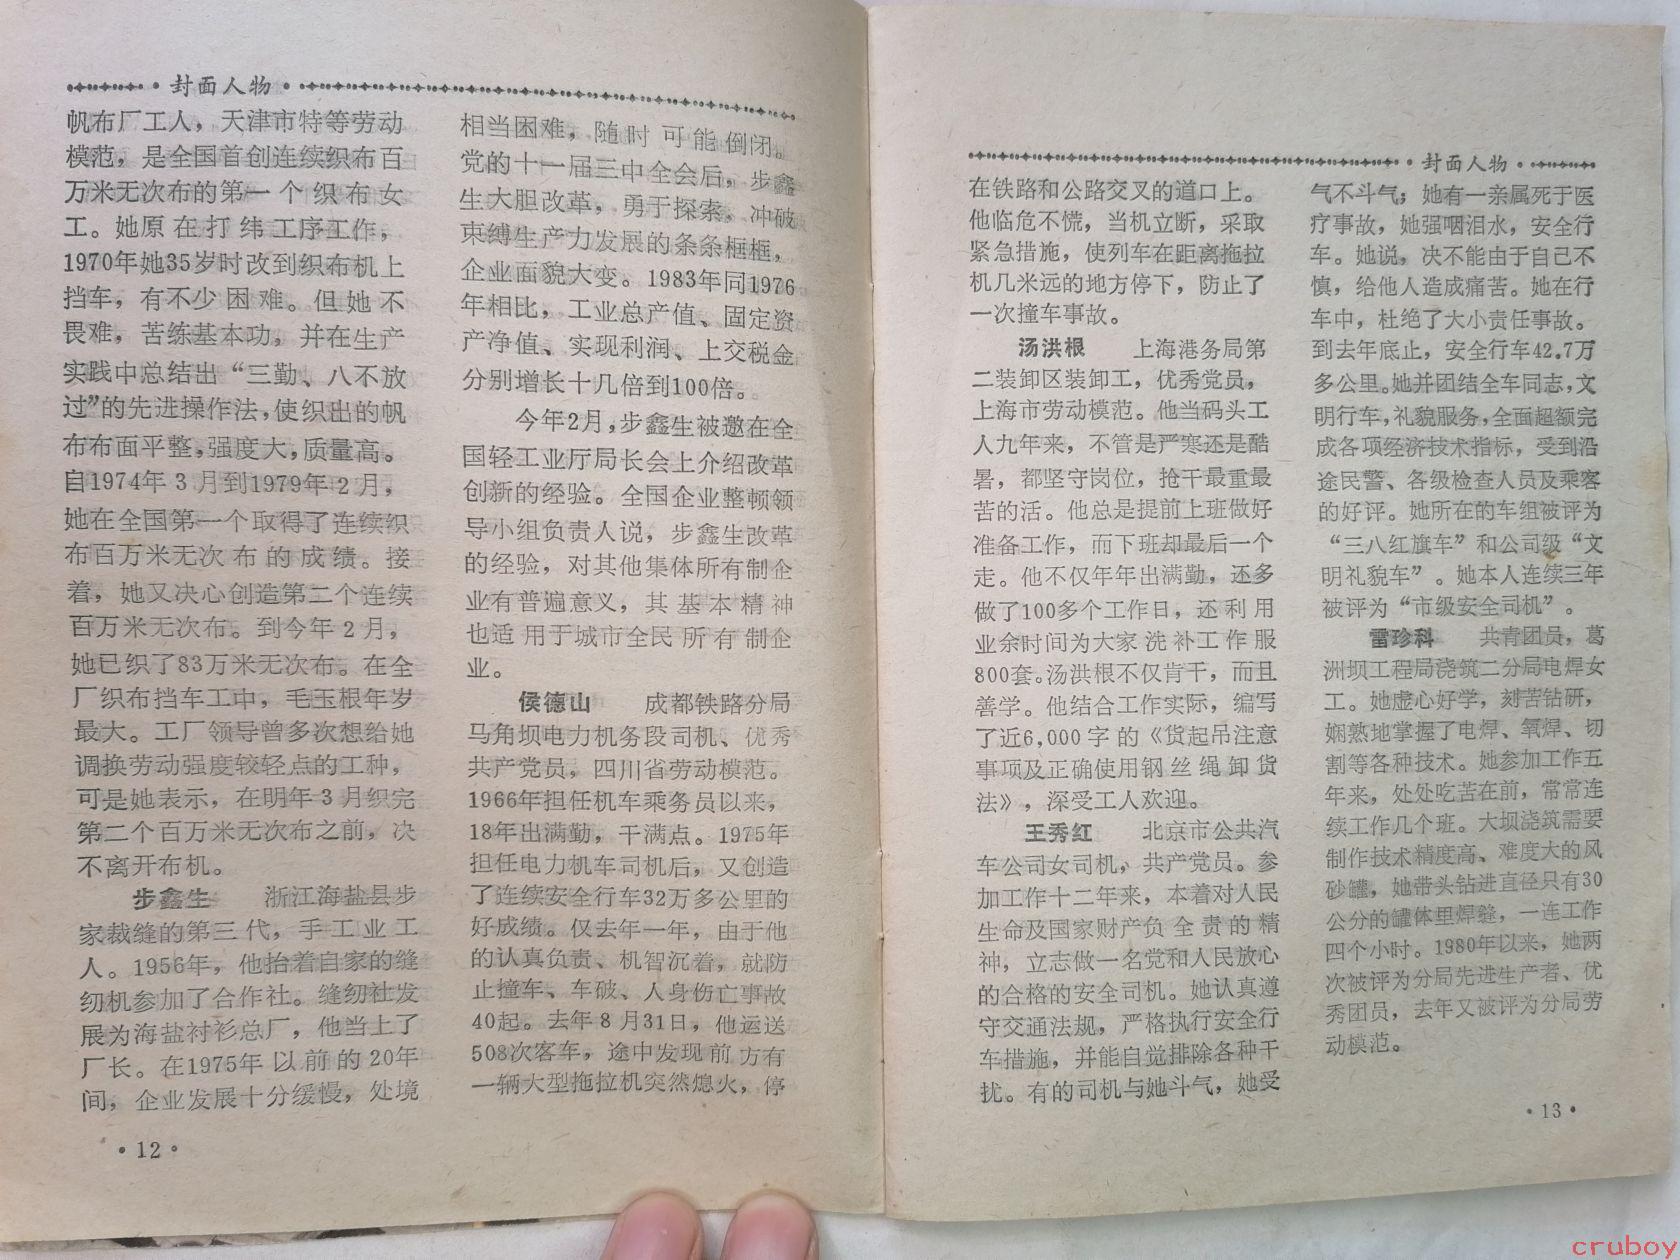 ·封面人物·
帆布厂工人，天津市特等劳动
模范，是全国首创连续织布百
万米无次布的第一个织布女
工。她原在打纬工序工作，
1970年她35岁时改到织布机上
挡车，有不少困难。但她不
畏难，苦练基本功，并在生产
实践中总结出“三勤、八不放
过”的先进操作法，使织出的帆
布布面平整，强度大，质量高。
自1974年3月到1979年2月，
她在全国第一个取得了连续织
布百万米无次布的成绩。接
着，她又决心创造第二个连续
百万米无次布。到今年2月，
她已织了83万米无次布。在全
厂织布挡车工中，毛玉根年岁
最大。工厂领导曾多次想给她
调换劳动强度较轻点的工种，
可是她表示，在明年3月织完
第二个百万米无次布之前，决
不离开布机。
步鑫生　浙江海盐县步
家裁缝的第三代，手工业工
人。1956年，他抬着自家的缝
纫机参加了合作社。缝纫社发
展为海盐衬衫总厂，他当上了
厂长。在1975年以前的20年
间，企业发展十分缓慢，处境
·12·
相当困难，随时可能倒闭。
党的十一届三中全会后，步鑫
生大胆改革，勇于探索，冲破
束缚生产力发展的条条框框，
企业面貌大变。1983年同1976
年相比，工业总产值、固定资
产净值、实现利润、上交税金
分别增长十几倍到100倍。
今年2月，步鑫生被邀在全
国轻工业厅局长会上介绍改革
创新的经验。全国企业整顿领
导小组负责人说，步鑫生改革
的经验，对其他集体所有制企
业有普遍意义，其基本精神
也适用于城市全民所有制企
业。
侯德山　成都铁路分局
马角坝电力机务段司机、优秀
共产党员，四川省劳动模范。
1966年担任机车乘务员以来，
18年出满勤，干满点。1975年
担任电力机车司机后，又创造
了连续安全行车32万多公里的
好成绩。仅去年一年，由于他
的认真负责、机智沉着，就防
止撞车、车破、人身伤亡事故
40起。去年8月31日，他运送
508次客车，途中发现前方有
一辆大型拖拉机突然熄火，停
·封面人物·
在铁路和公路交叉的道口上。
他临危不慌，当机立断，采取
紧急措施，使列车在距离拖拉
机几米远的地方停下，防止了
一次撞车事故。
汤洪根　上海港务局第
二装卸区装卸工，优秀党员，
上海市劳动模范。他当码头工
人九年来，不管是严寒还是酷
暑，都坚守岗位，抢干最重最
苦的活。他总是提前上班做好
准备工作，而下班却最后一个
走。他不仅年年出满勤，还多
做了100多个工作日，还利用
业余时间为大家洗补工作服
800套。汤洪根不仅肯干，而且
善学。他结合工作实际，编写
了近6,000字的《货起吊注意
事项及正确使用钢丝绳卸货
法》，深受工人欢迎。
王秀红　北京市公共汽
车公司女司机，共产党员。参
加工作十二年来，本着对人民
生命及国家财产负全责的精
神，立志做一名党和人民放心
的合格的安全司机。她认真遵
守交通法规，严格执行安全行
车措施，并能自觉排除各种干
扰。有的司机与她斗气，她受
气不斗气；她有一亲属死于医
疗事故，她强咽泪水，安全行
车。她说，决不能由于自己不
慎，给他人造成痛苦。她在行
车中，杜绝了大小责任事故。
到去年底止，安全行车42.7万
多公里。她并团结全车同志，文
明行车，礼貌服务，全面超额完
成各项经济技术指标，受到沿
途民警、各级检查人员及乘客
的好评。她所在的车组被评为
“三八红旗车”和公司级“文
明礼貌车”。她本人连续三年
被评为“市级安全司机”。
雷珍科　共青团员，葛
洲坝工程局浇筑二分局电焊女
工。她虚心好学，刻苦钻研，
娴熟地掌握了电焊、氧焊、切
割等各种技术。她参加工作五
年来，处处吃苦在前，常常连
续工作几个班。大坝浇筑需要
制作技术精度高、难度大的风
砂罐，她带头钻进直径只有30
公分的罐体里焊缝，一连工作
四个小时。1980年以来，她两
次被评为分局先进生产者、优
秀团员，去年又被评为分局劳
动模范。
·13·
cruboy